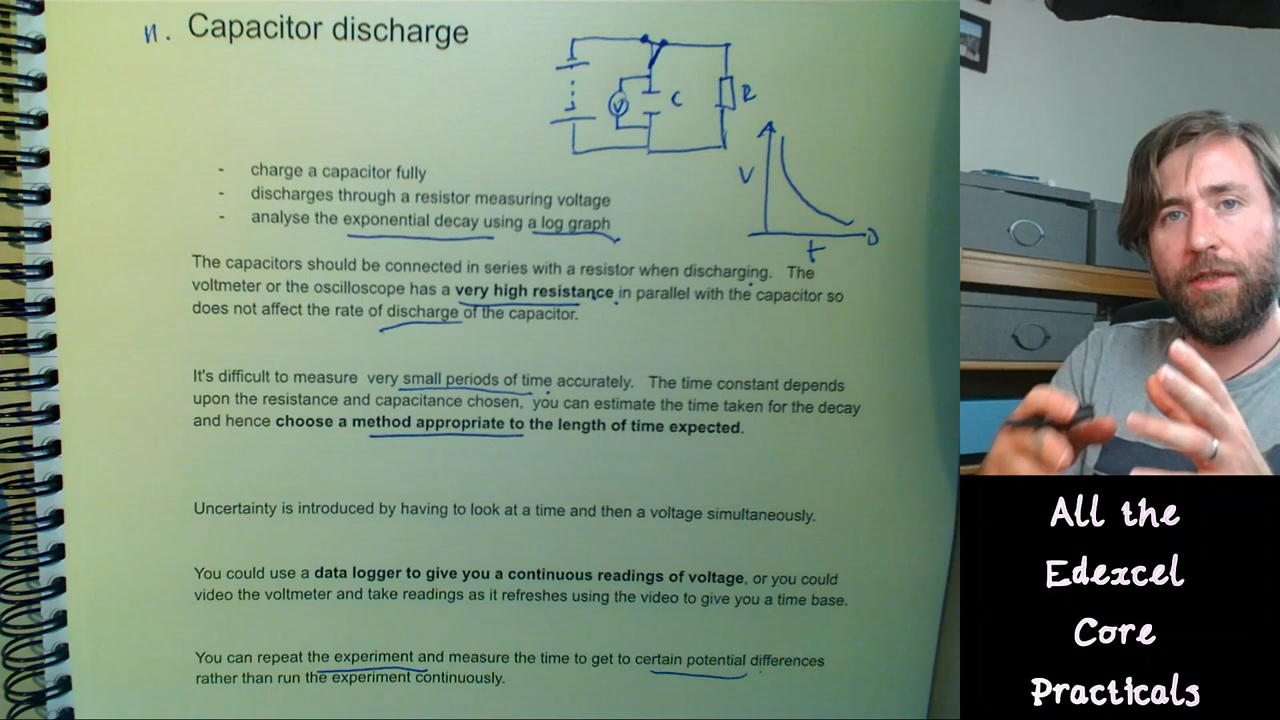 11. Capacitor discharge
C
R
V
V
t
- charge a capacitor fully
- discharges through a resistor measuring voltage
- analyse the exponential decay using a log graph
The capacitors should be connected in series with a resistor when discharging. The
voltmeter or the oscilloscope has a very high resistance in parallel with the capacitor so
does not affect the rate of discharge of the capacitor.
It's difficult to measure very small periods of time accurately. The time constant depends
upon the resistance and capacitance chosen, you can estimate the time taken for the decay
and hence choose a method appropriate to the length of time expected.
Uncertainty is introduced by having to look at a time and then a voltage simultaneously.
You could use a data logger to give you a continuous readings of voltage, or you could
video the voltmeter and take readings as it refreshes using the video to give you a time base.
You can repeat the experiment and measure the time to get to certain potential differences
rather than run the experiment continuously.
All the
Edexcel
Core
Practicals